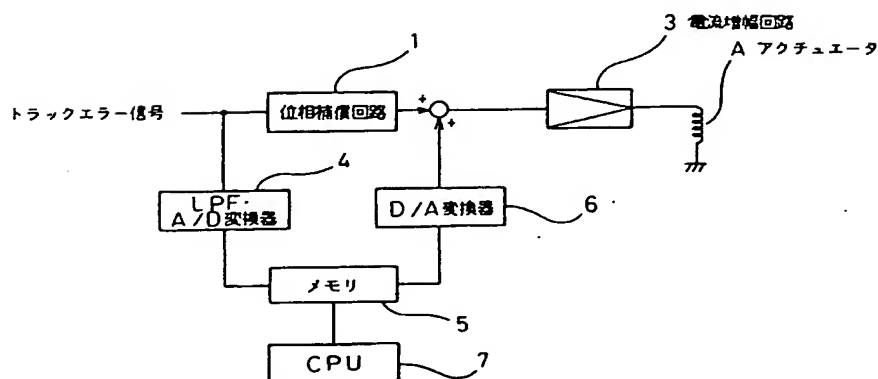 3 電流増幅回路
A アクチュエータ
1
トラックエラー信号
位相補償回路
+
+
4
LPF・
A/D変換器
D/A変換器
6
メモリ
5
CPU
7